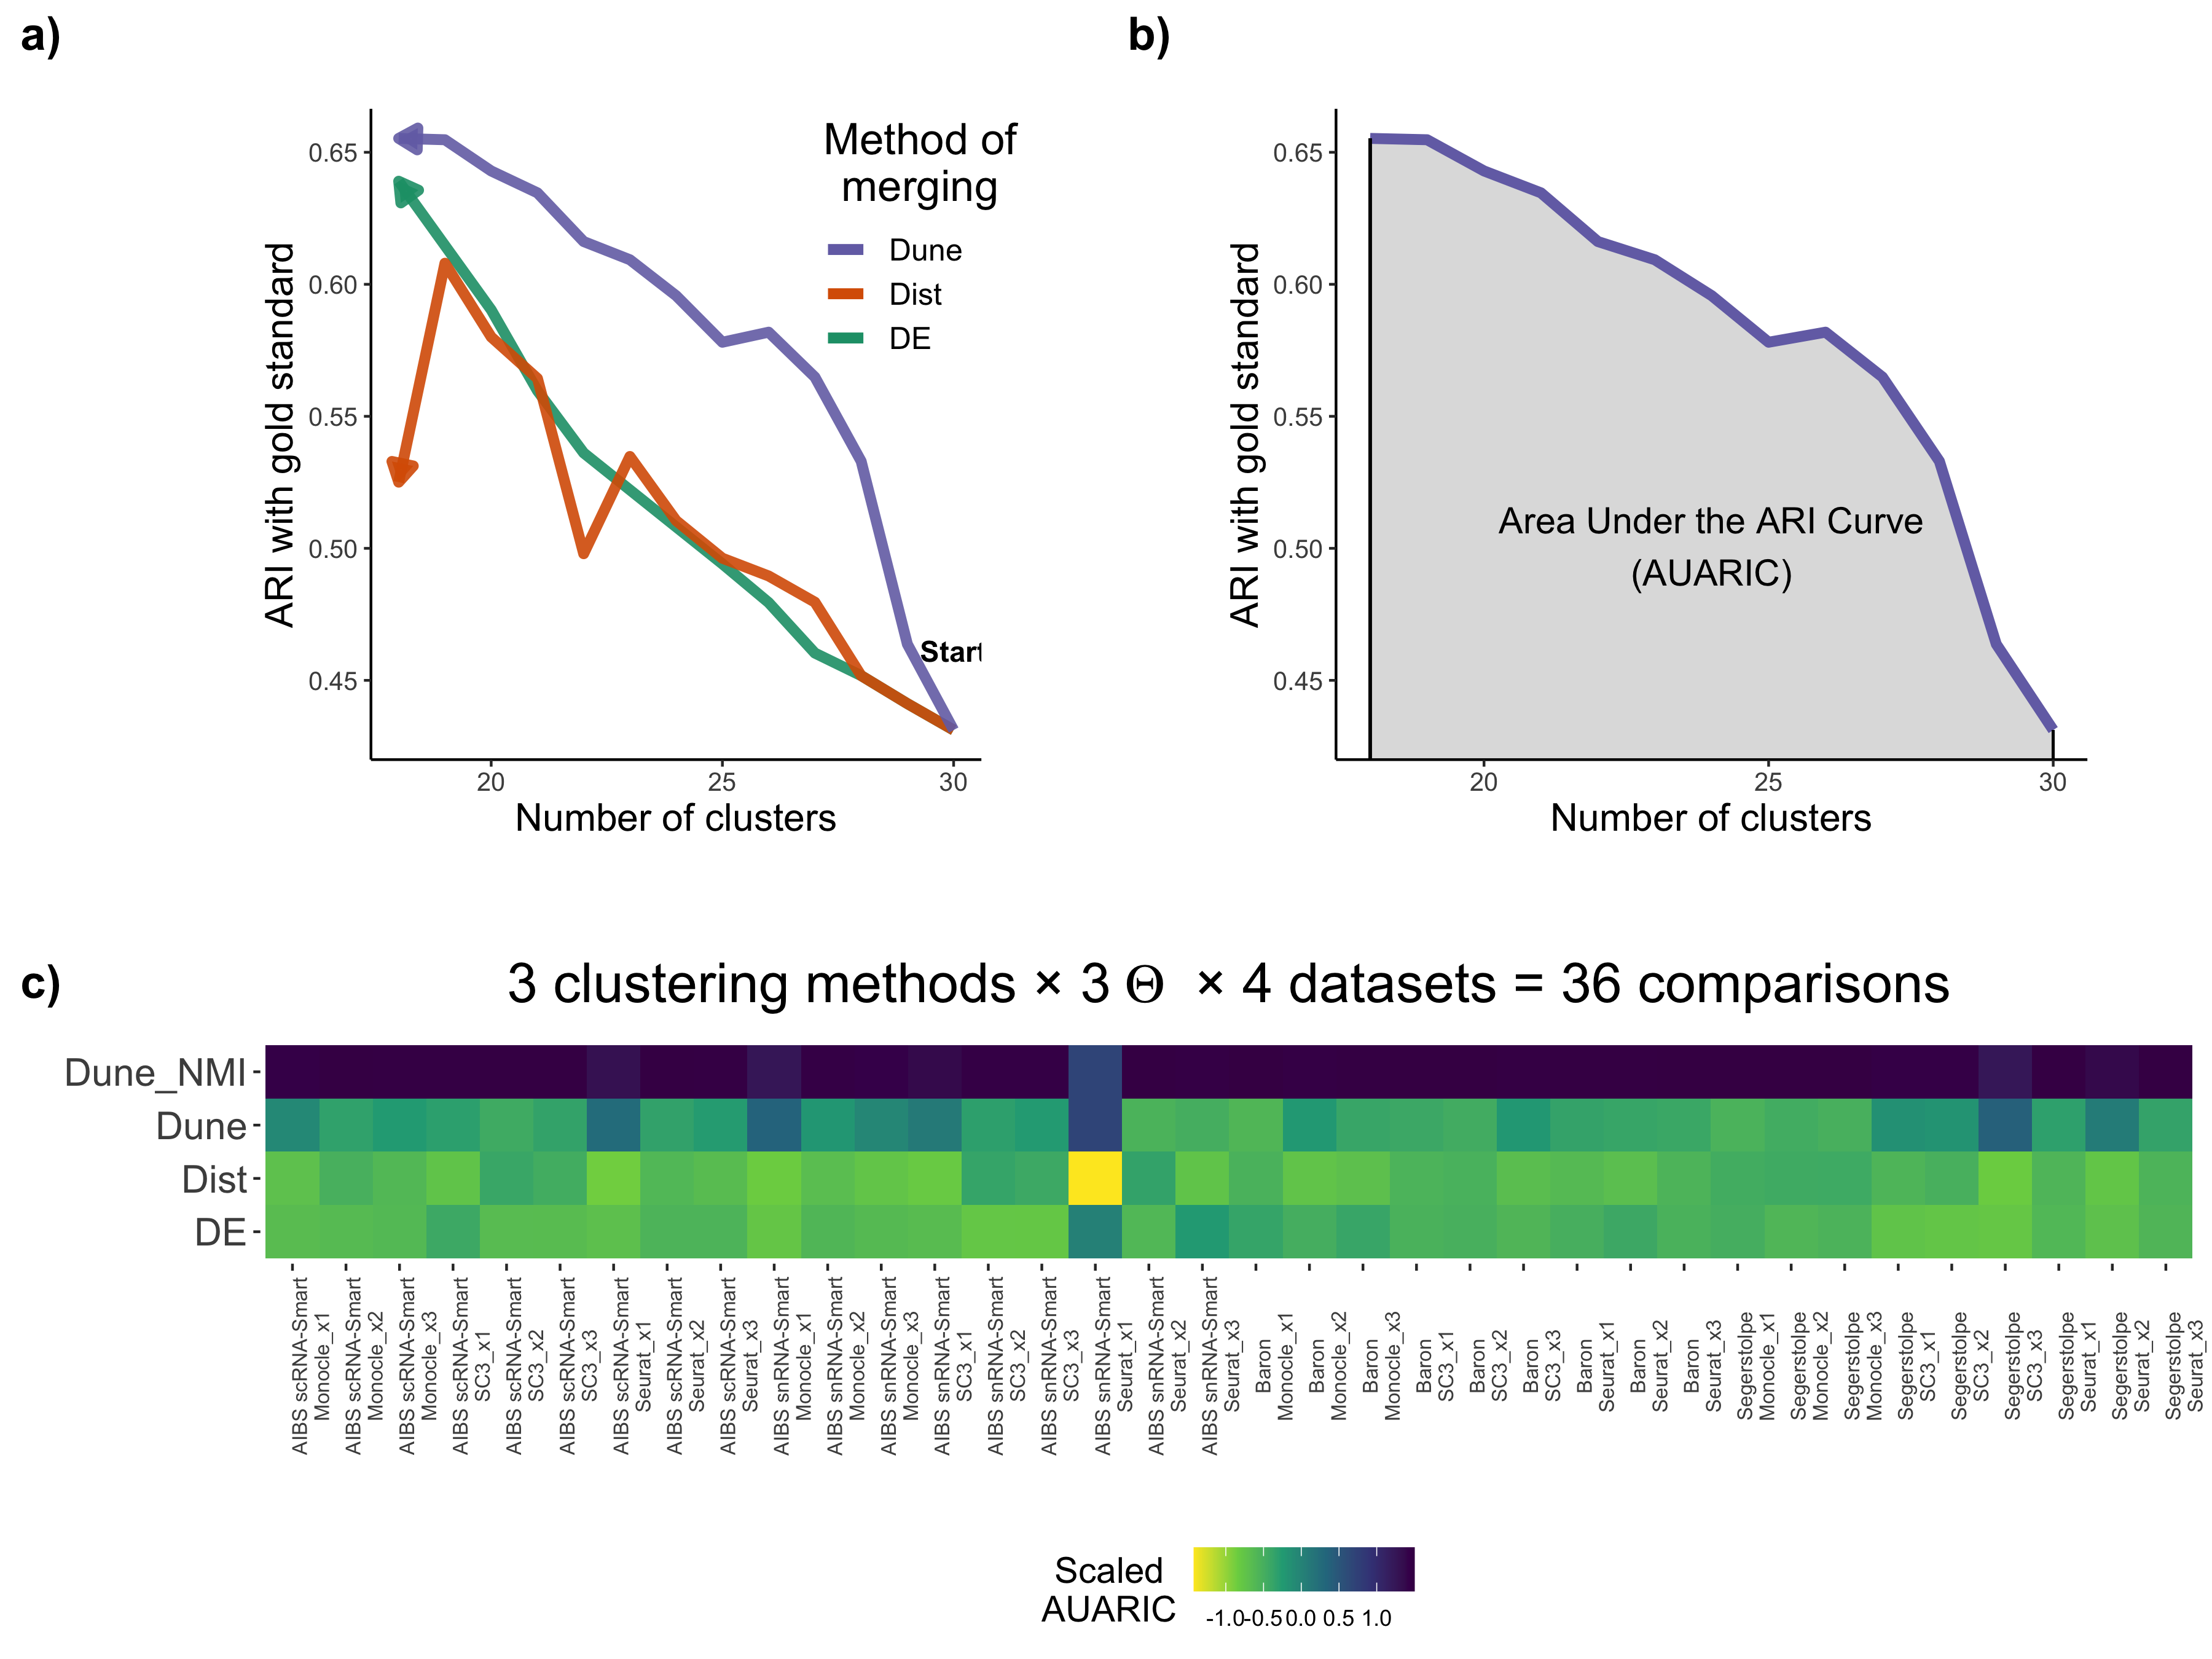 a)
b)
0.65
0.60
0.55
0.50
0.45
ARI with gold standard
20
25
30
Number of clusters
Method of
merging
Dune
Dist
DE
Start
0.65
0.60
0.55
0.50
0.45
ARI with gold standard
Area Under the ARI Curve
(AUARIC)
20
25
30
Number of clusters
c)
3 clustering methods × 3 Θ × 4 datasets = 36 comparisons
Dune_NMI
Dune
Dist
DE
AIBS scRNA-Smart
Monocle_x1
AIBS scRNA-Smart
Monocle_x2
AIBS scRNA-Smart
Monocle_x3
AIBS scRNA-Smart
SC3_x1
AIBS scRNA-Smart
SC3_x2
AIBS scRNA-Smart
SC3_x3
AIBS scRNA-Smart
Seurat_x1
AIBS scRNA-Smart
Seurat_x2
AIBS scRNA-Smart
Seurat_x3
AIBS snRNA-Smart
Monocle_x1
AIBS snRNA-Smart
Monocle_x2
AIBS snRNA-Smart
Monocle_x3
AIBS snRNA-Smart
SC3_x1
AIBS snRNA-Smart
SC3_x2
AIBS snRNA-Smart
SC3_x3
AIBS snRNA-Smart
Seurat_x1
AIBS snRNA-Smart
Seurat_x2
AIBS snRNA-Smart
Seurat_x3
Baron
Monocle_x1
Baron
Monocle_x2
Baron
Monocle_x3
Baron
SC3_x1
Baron
SC3_x2
Baron
SC3_x3
Baron
Seurat_x1
Baron
Seurat_x2
Baron
Seurat_x3
Segerstolpe
Monocle_x1
Segerstolpe
Monocle_x2
Segerstolpe
Monocle_x3
Segerstolpe
SC3_x1
Segerstolpe
SC3_x2
Segerstolpe
SC3_x3
Segerstolpe
Seurat_x1
Segerstolpe
Seurat_x2
Segerstolpe
Seurat_x3
Scaled
AUARIC
-1.0 -0.5 0.0 0.5 1.0